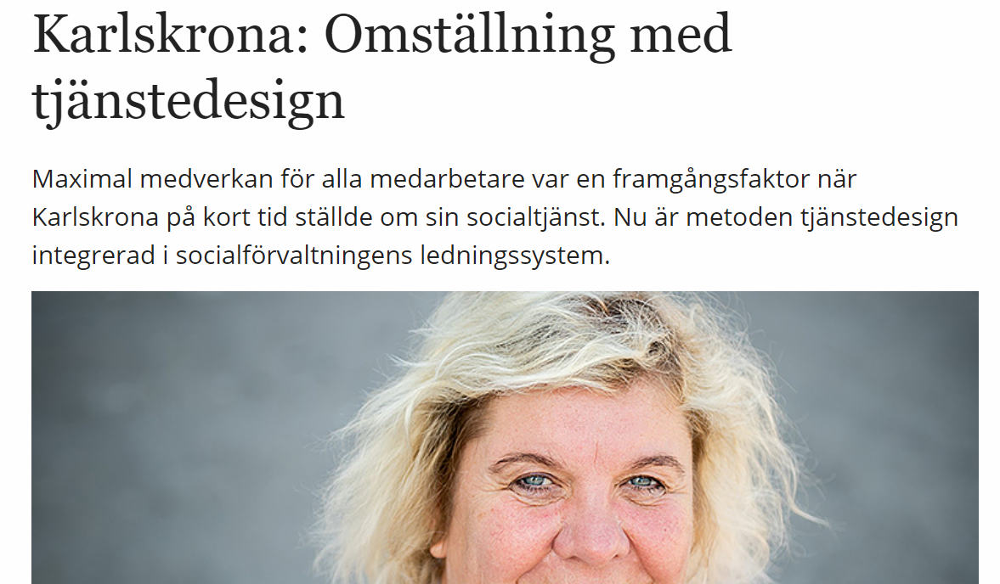 Karlskrona: Omställning med
tjänstedesign
Maximal medverkan för alla medarbetare var en framgångsfaktor när
Karlskrona på kort tid ställde om sin socialtjänst. Nu är metoden tjänstedesign
integrerad i socialförvaltningens ledningssystem.